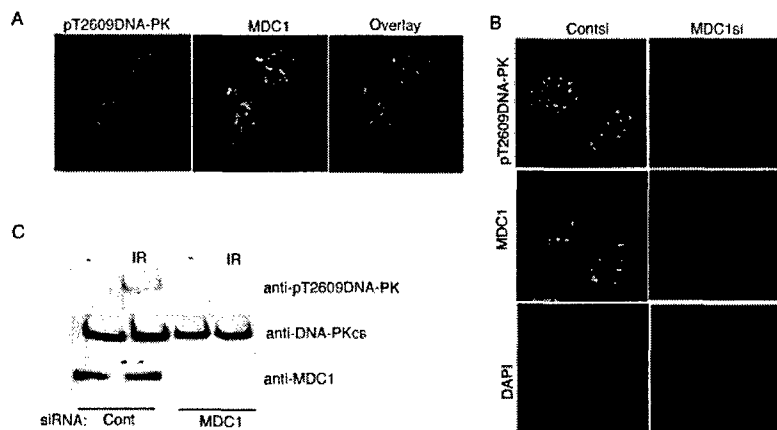 A
pT2609DNA-PK MDC1 Overlay
B
Contsi MDC1si
pT2609DNA-PK
MDC1
DAPI
C
- IR - IR
anti-pT2609DNA-PK
anti-DNA-PKcs
anti-MDC1
siRNA: Cont MDC1